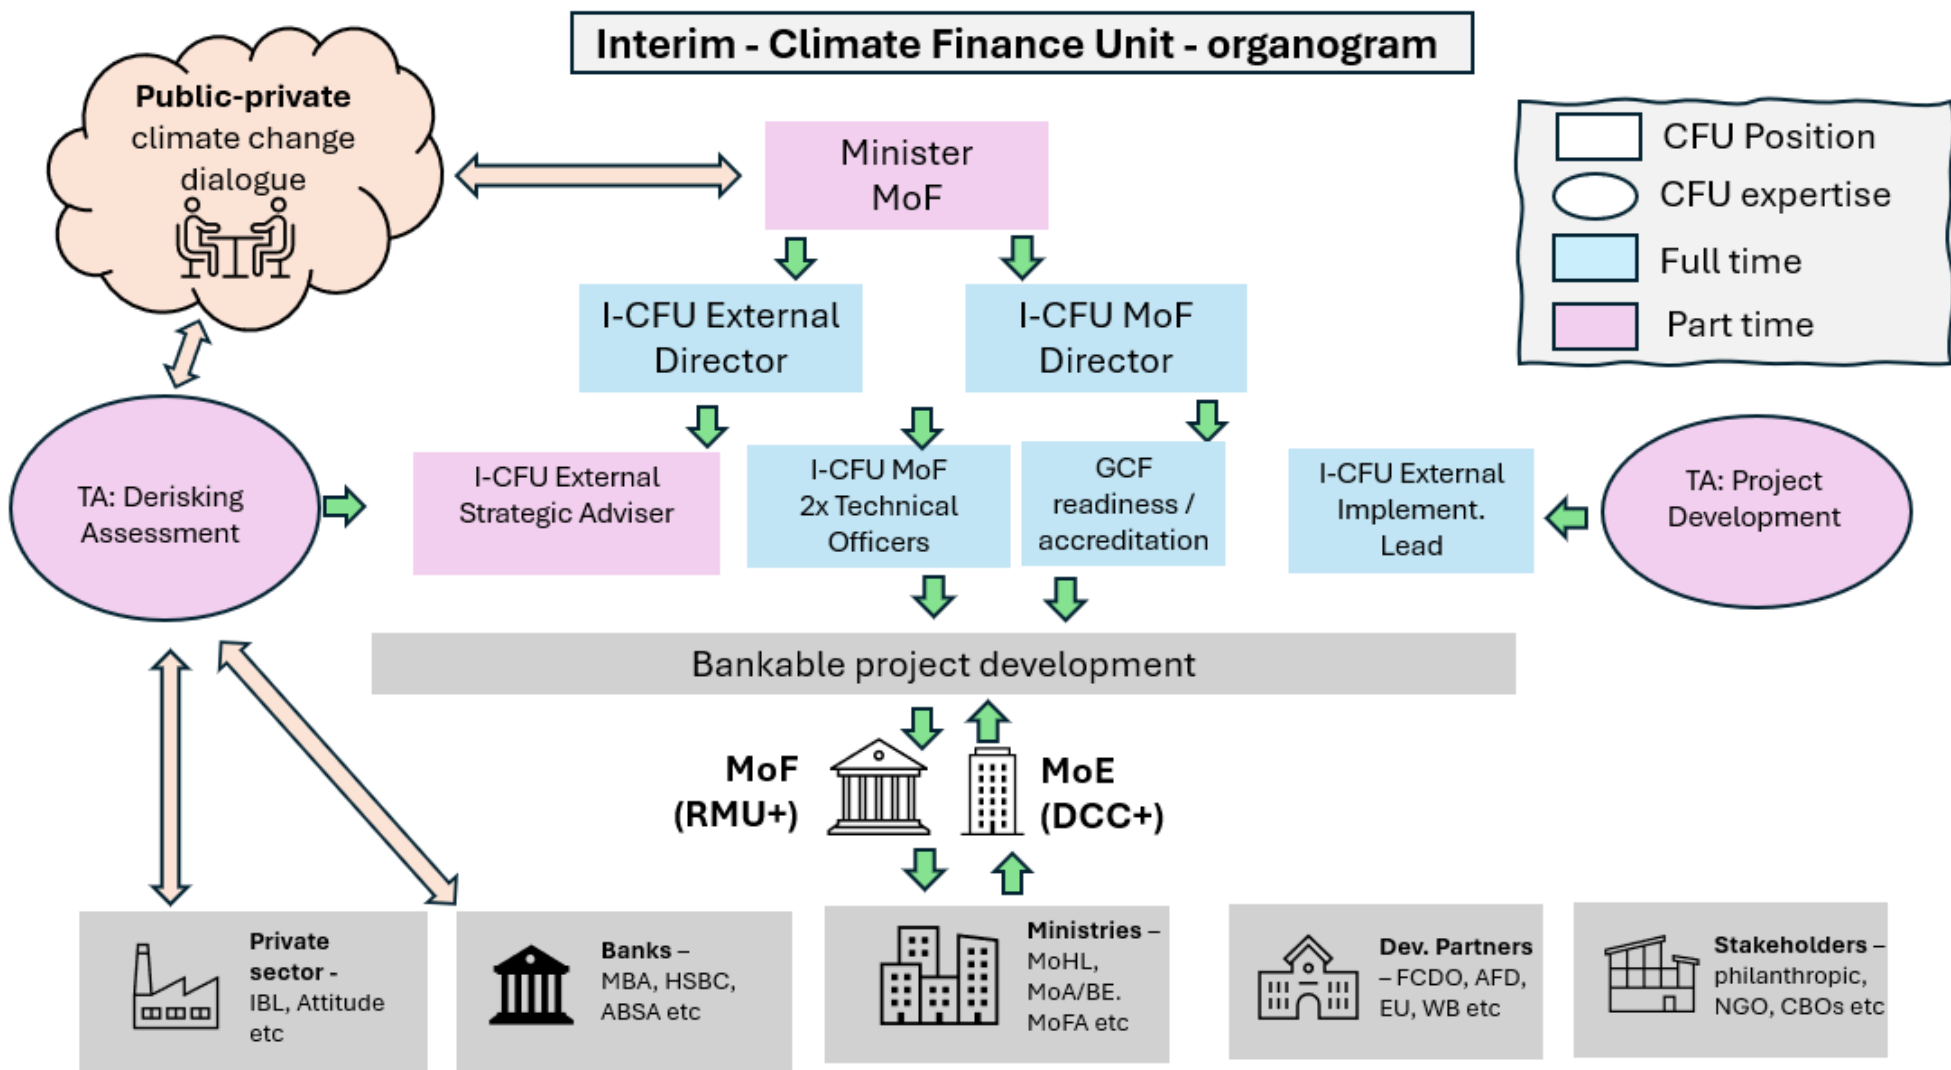 Interim - Climate Finance Unit - organogram
Public-private
climate change
dialogue
Minister
MoF
CFU Position
CFU expertise
Full time
Part time
I-CFU External
Director
I-CFU MoF
Director
TA: Derisking
Assessment
I-CFU External
Strategic Adviser
I-CFU MoF
2x Technical
Officers
GCF
readiness /
accreditation
I-CFU External
Implement.
Lead
TA: Project
Development
Bankable project development
MoF
(RMU+)
MoE
(DCC+)
Private
sector -
IBL, Attitude
etc
Banks –
MBA, HSBC,
ABSA etc
Ministries –
MoHL,
MoA/BE.
MoFA etc
Dev. Partners
– FCDO, AFD,
EU, WB etc
Stakeholders –
philanthropic,
NGO, CBOs etc